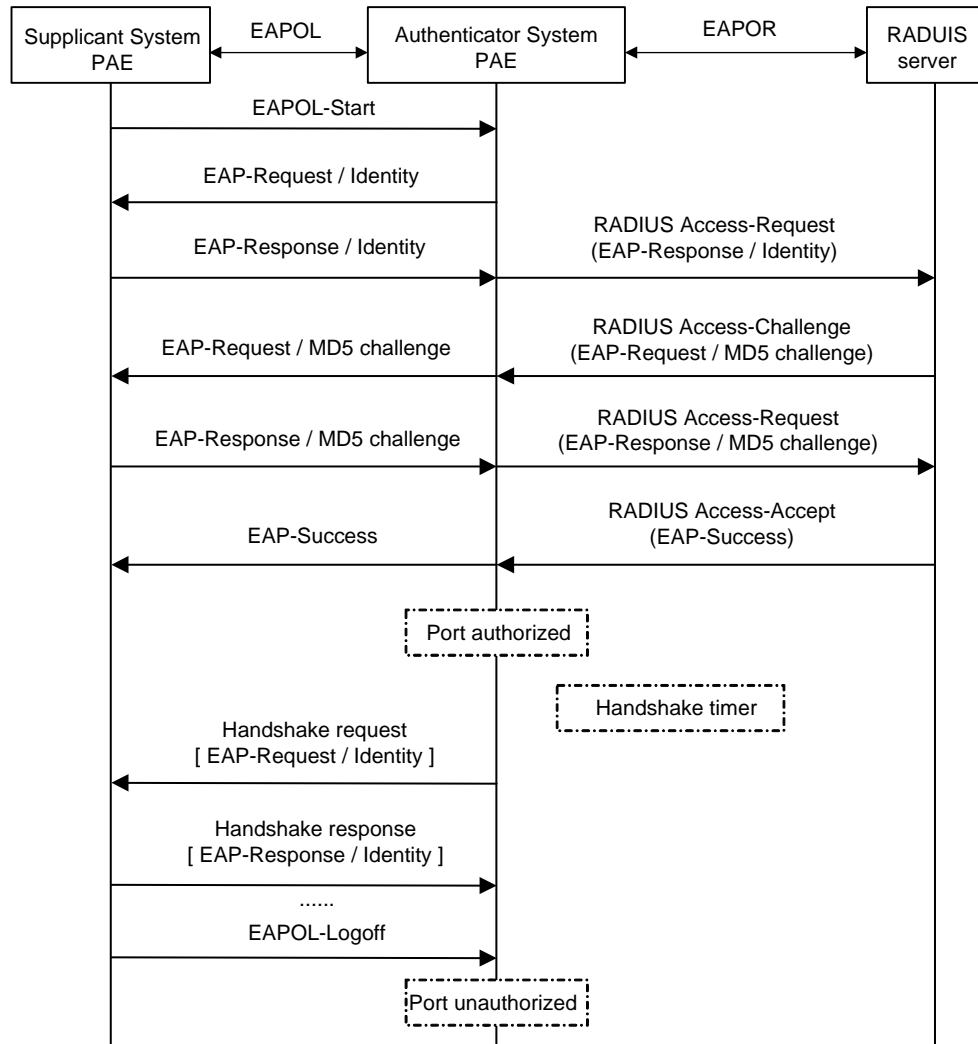 Supplicant System
PAE
EAPOL
Authenticator System
PAE
EAPOR
RADUIS
server
EAPOL-Start
EAP-Request / Identity
EAP-Response / Identity
RADIUS Access-Request
(EAP-Response / Identity)
EAP-Request / MD5 challenge
RADIUS Access-Challenge
(EAP-Request / MD5 challenge)
EAP-Response / MD5 challenge
RADIUS Access-Request
(EAP-Response / MD5 challenge)
EAP-Success
RADIUS Access-Accept
(EAP-Success)
Port authorized
Handshake timer
Handshake request
[ EAP-Request / Identity ]
Handshake response
[ EAP-Response / Identity ]
......
EAPOL-Logoff
Port unauthorized